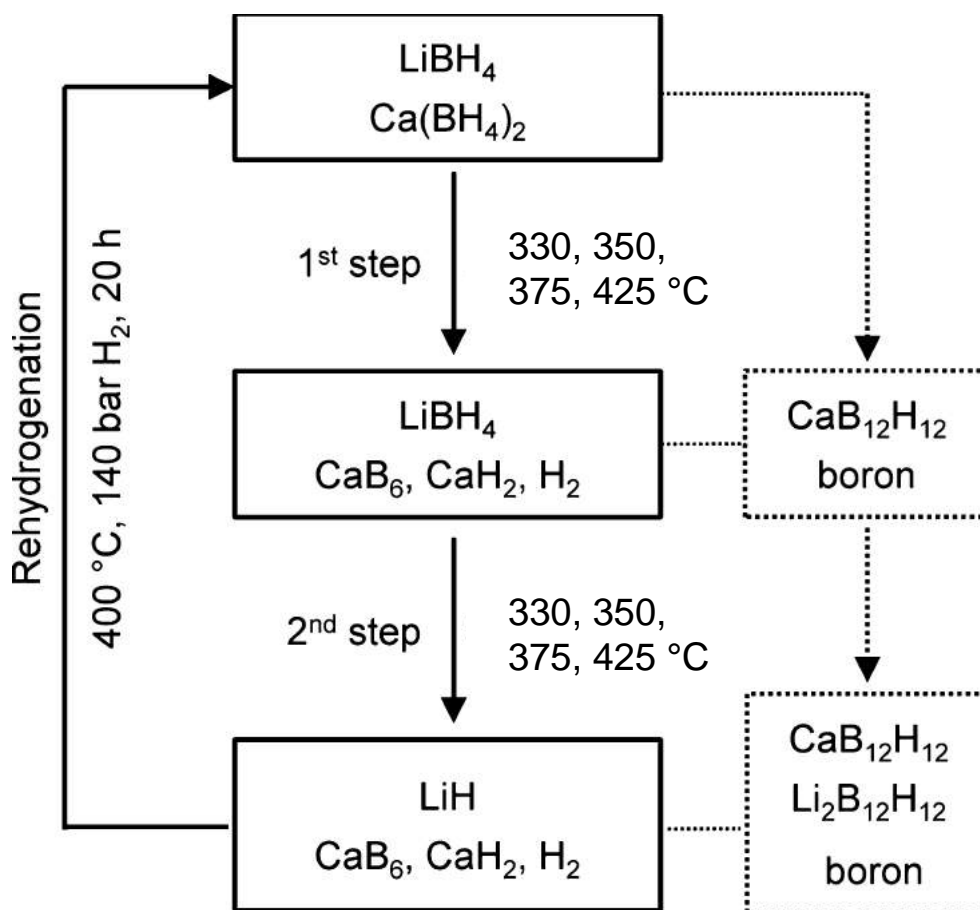 LiBH₄
Ca(BH₄)₂
1ˢᵗ step
330, 350,
375, 425 °C
Rehydrogenation
400 °C, 140 bar H₂, 20 h
LiBH₄
CaB₆, CaH₂, H₂
CaB₁₂H₁₂
boron
2ⁿᵈ step
330, 350,
375, 425 °C
LiH
CaB₆, CaH₂, H₂
CaB₁₂H₁₂
Li₂B₁₂H₁₂
boron